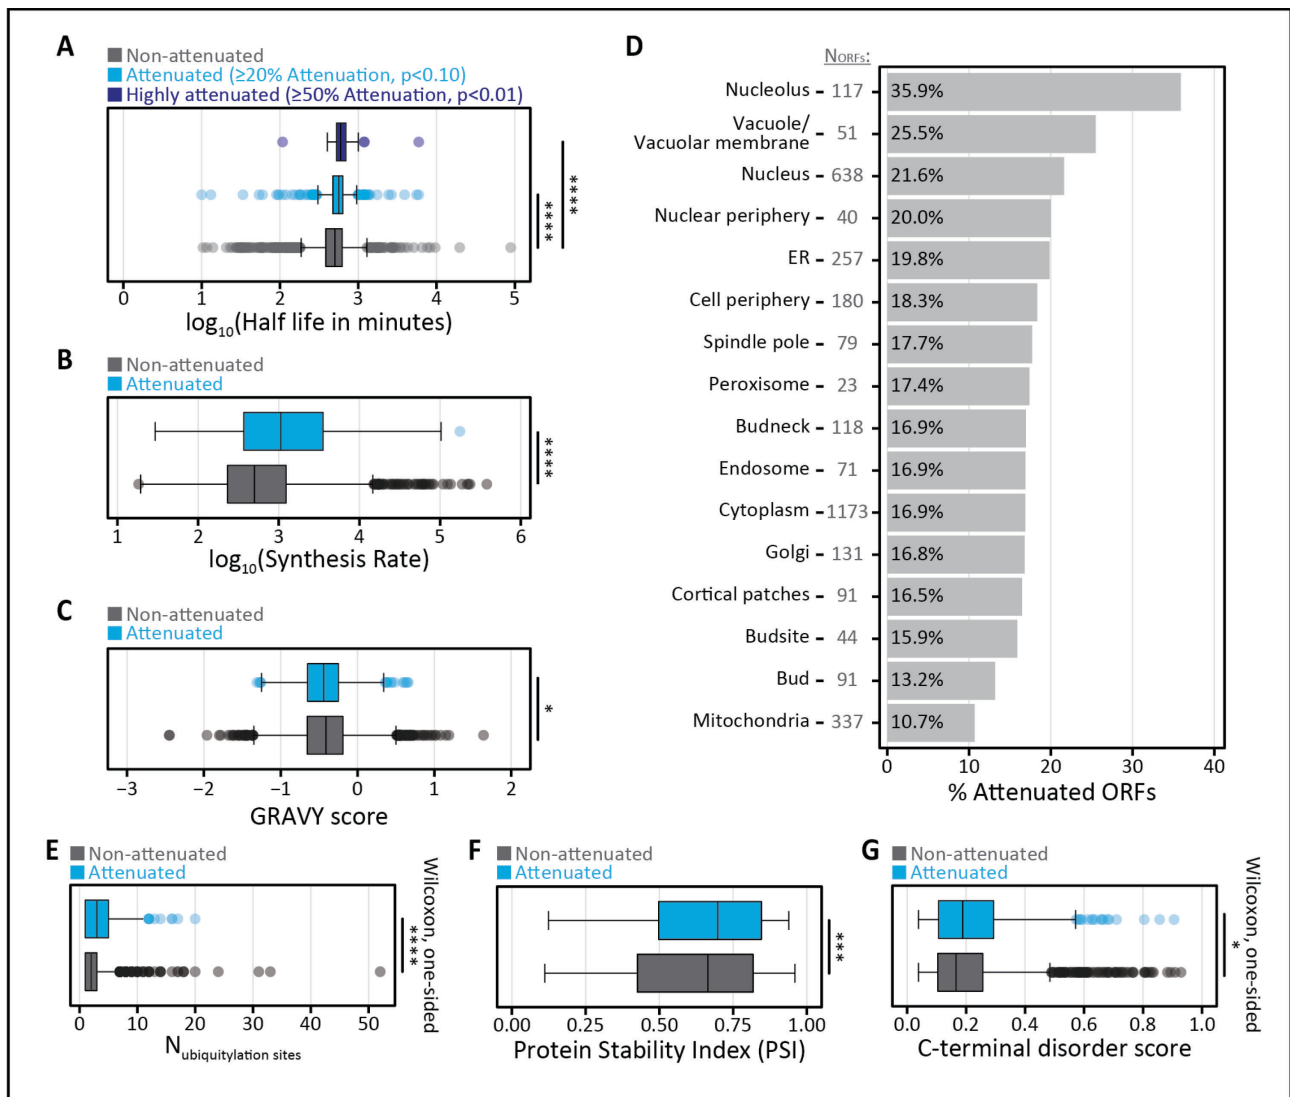 A
Non-attenuated
Attenuated (≥20% Attenuation, p<0.10)
Highly attenuated (≥50% Attenuation, p<0.01)
****
****
0 1 2 3 4 5
log10(Half life in minutes)
B
Non-attenuated
Attenuated
****
1 2 3 4 5 6
log10(Synthesis Rate)
C
Non-attenuated
Attenuated
*
−3 −2 −1 0 1 2
GRAVY score
D
NORFs:
Nucleolus 117 35.9%
Vacuole/
Vacuolar membrane 51 25.5%
Nucleus 638 21.6%
Nuclear periphery 40 20.0%
ER 257 19.8%
Cell periphery 180 18.3%
Spindle pole 79 17.7%
Peroxisome 23 17.4%
Budneck 118 16.9%
Endosome 71 16.9%
Cytoplasm 1173 16.9%
Golgi 131 16.8%
Cortical patches 91 16.5%
Budsite 44 15.9%
Bud 91 13.2%
Mitochondria 337 10.7%
0 10 20 30 40
% Attenuated ORFs
E
Non-attenuated
Attenuated
****
Wilcoxon, one-sided
0 10 20 30 40 50
Nubiquitylation sites
F
Non-attenuated
Attenuated
***
0.00 0.25 0.50 0.75 1.00
Protein Stability Index (PSI)
G
Non-attenuated
Attenuated
*
Wilcoxon, one-sided
0.0 0.2 0.4 0.6 0.8 1.0
C-terminal disorder score